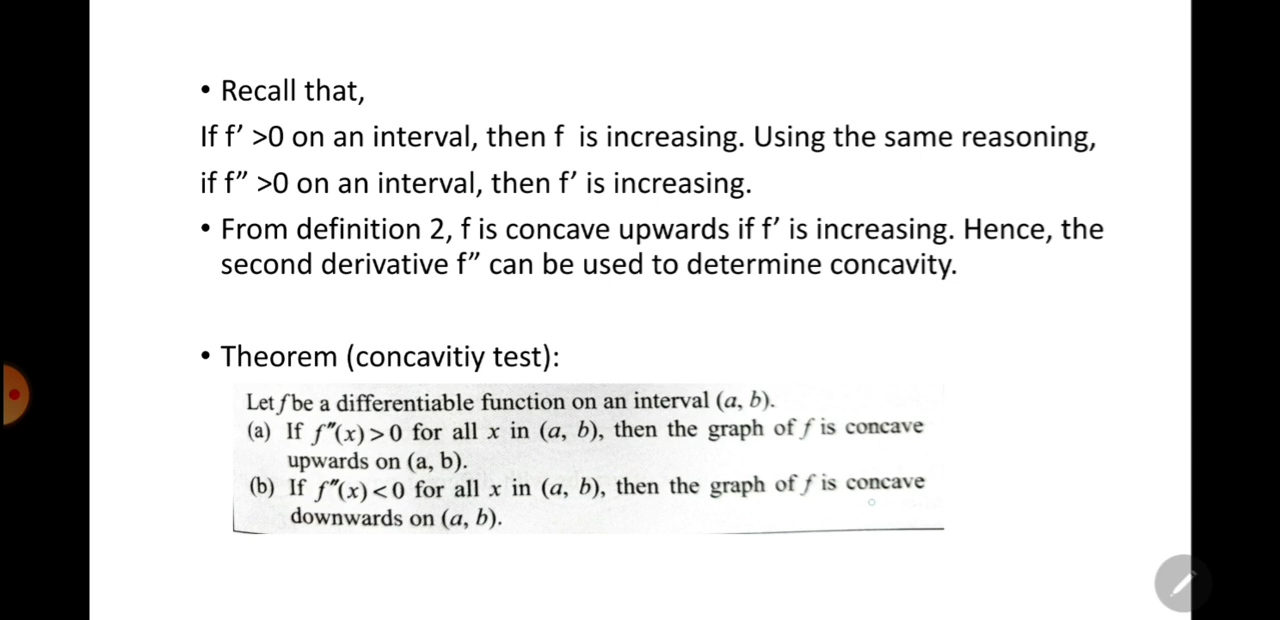 • Recall that,
If f’ >0 on an interval, then f is increasing. Using the same reasoning,
if f” >0 on an interval, then f’ is increasing.
• From definition 2, f is concave upwards if f’ is increasing. Hence, the
second derivative f” can be used to determine concavity.
• Theorem (concavitiy test):
Let f be a differentiable function on an interval (a, b).
(a) If f″(x)>0 for all x in (a, b), then the graph of f is concave
upwards on (a, b).
(b) If f″(x)<0 for all x in (a, b), then the graph of f is concave
downwards on (a, b).